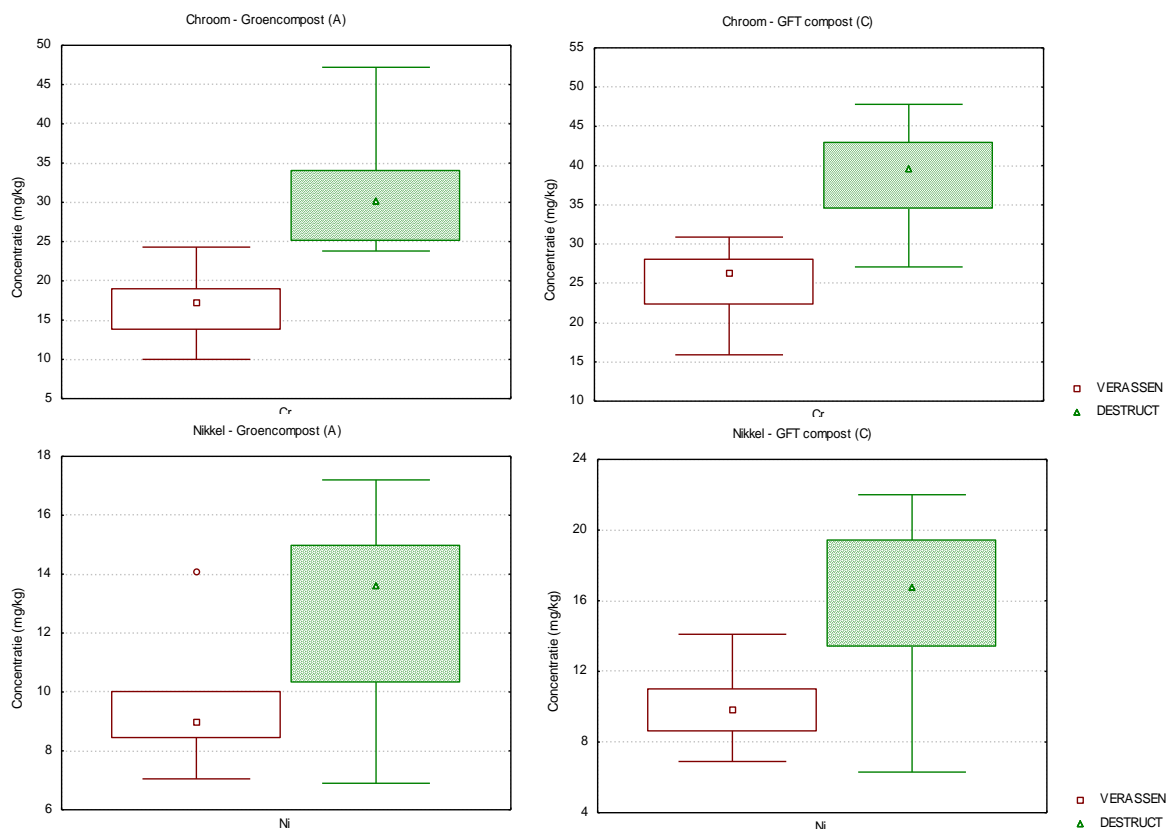 Chroom - Groencompost (A)
Concentratie (mg/kg)
50
45
40
35
30
25
20
15
10
5
Cr
Chroom - GFT compost (C)
Concentratie (mg/kg)
55
50
45
40
35
30
25
20
15
10
Cr
VERASSEN
DESTRUCT
Nikkel - Groencompost (A)
Concentratie (mg/kg)
18
16
14
12
10
8
6
Ni
Nikkel - GFT compost (C)
Concentratie (mg/kg)
24
20
16
12
8
4
Ni
VERASSEN
DESTRUCT